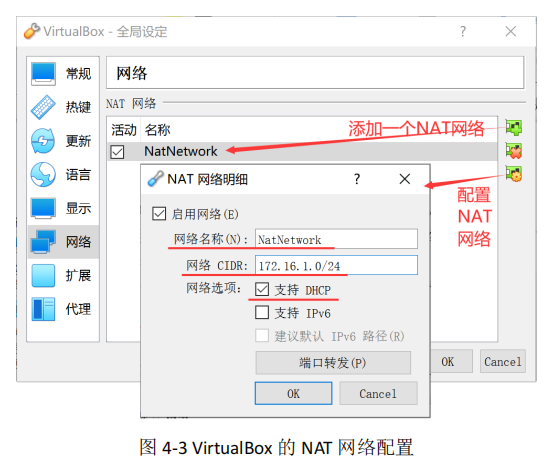 VirtualBox - 全局设定
常规
热键
更新
语言
显示
网络
扩展
代理
网络
NAT 网络
活动 名称
NatNetwork
添加一个NAT网络
配置
NAT
网络
NAT 网络明细
启用网络(E)
网络名称(N): NatNetwork
网络 CIDR: 172.16.1.0/24
网络选项: 支持 DHCP
支持 IPv6
建议默认 IPv6 路径(R)
端口转发(P)
OK Cancel
OK Cancel
图 4-3 VirtualBox 的 NAT 网络配置